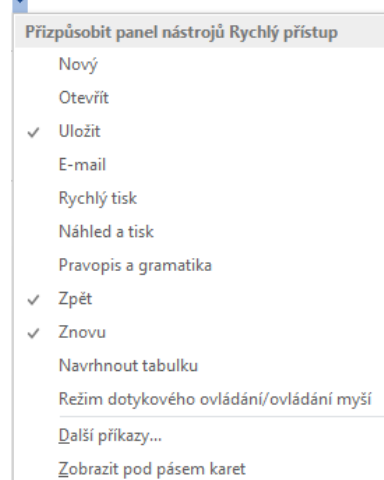 Přizpůsobit panel nástrojů Rychlý přístup
Nový
Otevřít
Uložit
E-mail
Rychlý tisk
Náhled a tisk
Pravopis a gramatika
Zpět
Znovu
Navrhnout tabulku
Režim dotykového ovládání/ovládání myší
Další příkazy...
Zobrazit pod pásem karet